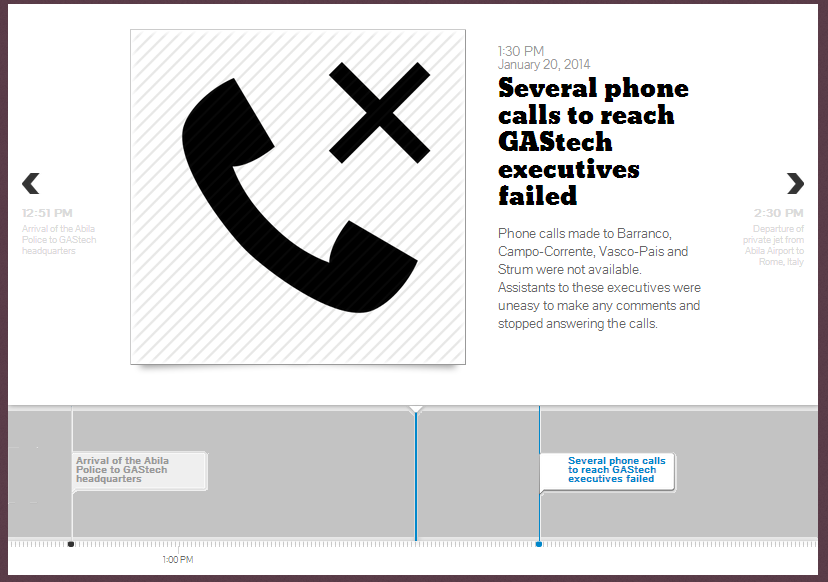 1:30 PM
January 20, 2014
Several phone
calls to reach
GAStech
executives
failed
Phone calls made to Barranco,
Campo-Corrente, Vasco-Pais and
Strum were not available.
Assistants to these executives were
uneasy to make any comments and
stopped answering the calls.
12:51 PM
Arrival of the Abila
Police to GAStech
headquarters
2:30 PM
Departure of
private jet from
Abila Airport to
Rome, Italy
Arrival of the Abila
Police to GAStech
headquarters
Several phone calls
to reach GAStech
executives failed
1:00 PM